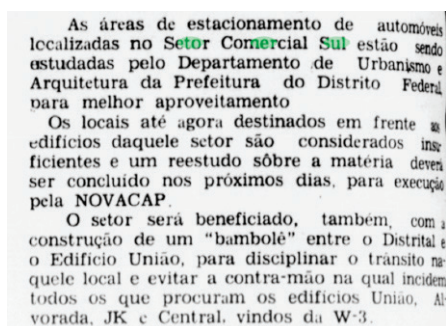 As áreas de estacionamento de automóveis
localizadas no Setor Comercial Sul estão sendo
estudadas pelo Departamento de Urbanismo e
Arquitetura da Prefeitura do Distrito Federal
para melhor aproveitamento
Os locais até agora destinados em frente as
edifícios daquele setor são considerados insu
ficientes e um reestudo sôbre a matéria deverá
ser concluído nos próximos dias, para execução
pela NOVACAP.
O setor será beneficiado, também, com a
construção de um "bambolê" entre o Distrital e
o Edifício União, para disciplinar o trânsito na-
quele local e evitar a contra-mão na qual incidem
todos os que procuram os edifícios União, Al
vorada, JK e Central, vindos da W-3.